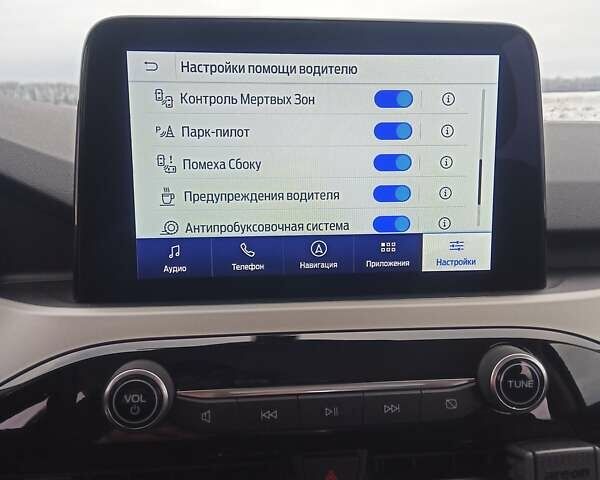 Настройки помощи водителю
Контроль Мертвых Зон
Парк-пилот
Помеха Сбоку
Предупреждения водителя
Антипробуксовочная система
Аудио
Телефон
Навигация
Приложения
Настройки
VOL
TUNE